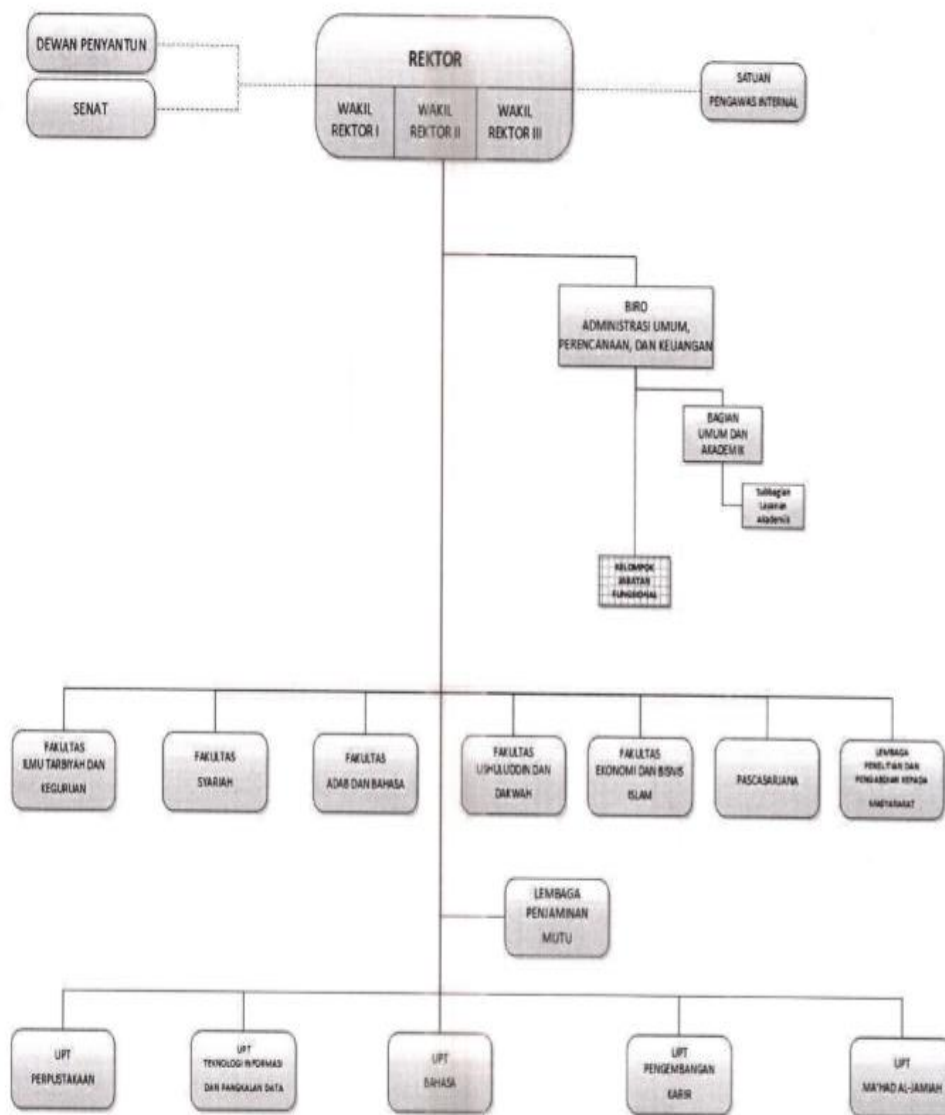 DEWAN PENYANTUN
SENAT
REKTOR
WAKIL
REKTOR I
WAKIL
REKTOR II
WAKIL
REKTOR III
SATUAN
PENGAWAS INTERNAL
BIRO
ADMINISTRASI UMUM,
PERENCANAAN, DAN KEUANGAN
BAGIAN
UMUM DAN
AKADEMIK
Subbagian
Layanan
Akademik
KELOMPOK
JABATAN
FUNGSIONAL
FAKULTAS
ILMU TARBIYAH DAN
KEGURUAN
FAKULTAS
SYARIAH
FAKULTAS
ADAB DAN BAHASA
FAKULTAS
USHULUDDIN DAN
DAKWAH
FAKULTAS
EKONOMI DAN BISNIS
ISLAM
PASCASARJANA
LEMBAGA
PENELITIAN DAN
PENGABDIAN KEPADA
MASYARAKAT
LEMBAGA
PENJAMINAN
MUTU
UPT
PERPUSTAKAAN
UPT
TEKNOLOGI INFORMASI
DAN PANGKALAN DATA
UPT
BAHASA
UPT
PENGEMBANGAN
KARIR
UPT
MA'HAD AL-JAMIAH